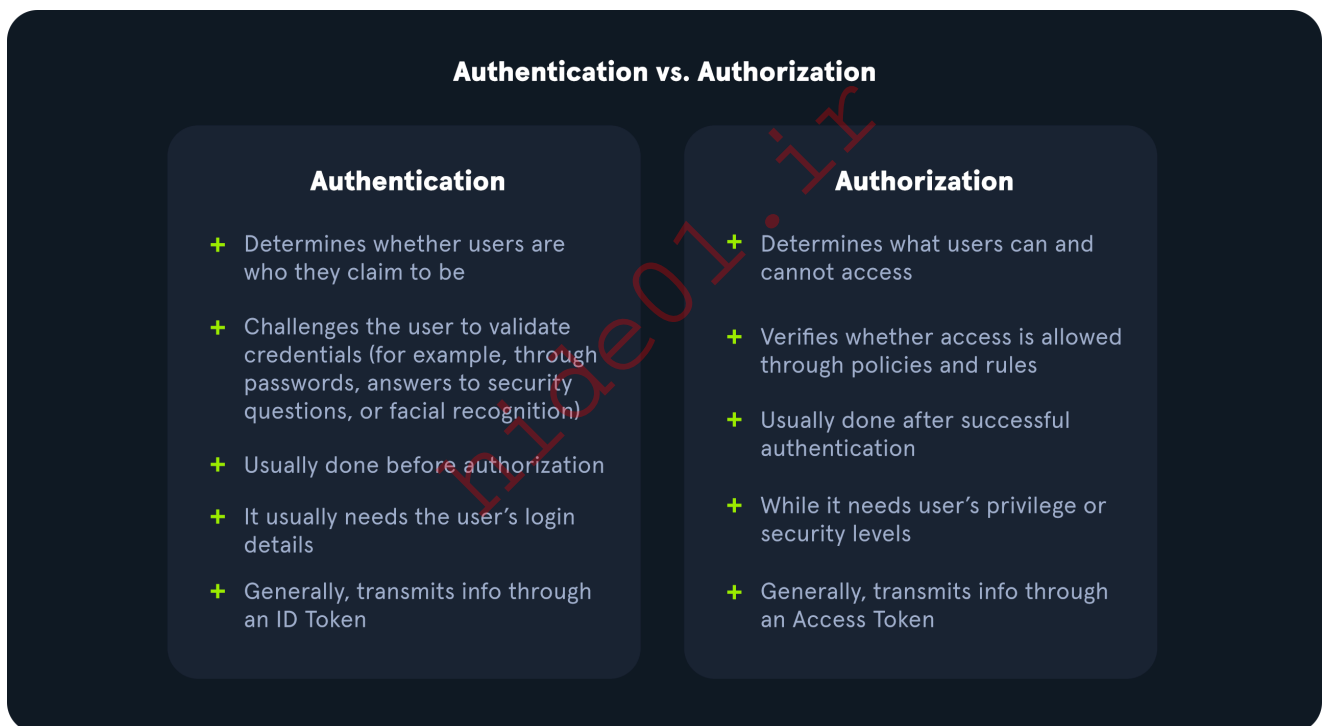 Authentication vs. Authorization
Authentication
+ Determines whether users are
who they claim to be
+ Challenges the user to validate
credentials (for example, through
passwords, answers to security
questions, or facial recognition)
+ Usually done before authorization
+ It usually needs the user’s login
details
+ Generally, transmits info through
an ID Token
Authorization
+ Determines what users can and
cannot access
+ Verifies whether access is allowed
through policies and rules
+ Usually done after successful
authentication
+ While it needs user’s privilege or
security levels
+ Generally, transmits info through
an Access Token
hide01.ir